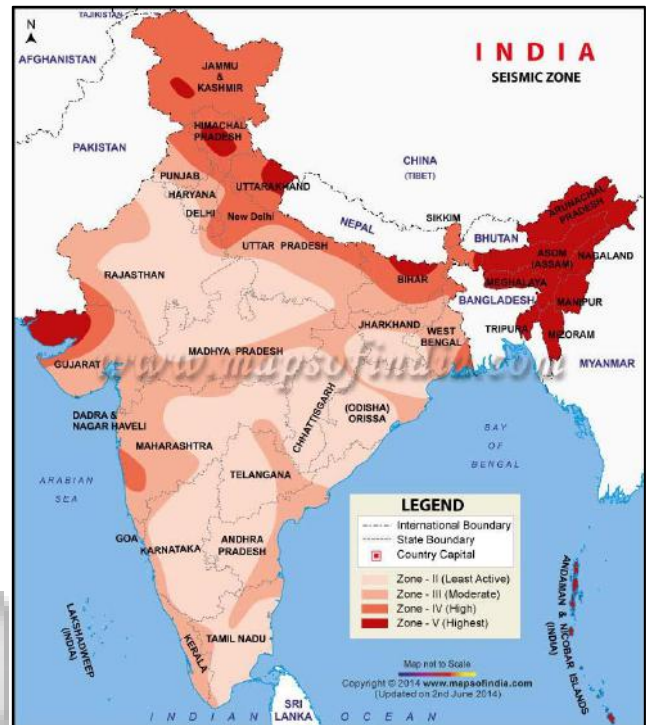 TAJIKISTAN
N
AFGHANISTAN
INDIA
SEISMIC ZONE
JAMMU
&
KASHMIR
HIMACHAL
PRADESH
PAKISTAN
CHINA
(TIBET)
PUNJAB
HARYANA
UTTARAKHAND
DELHI
New Delhi
NEPAL
SIKKIM
ARUNACHAL
PRADESH
BHUTAN
UTTAR PRADESH
RAJASTHAN
ASOM
(ASSAM)
NAGALAND
BIHAR
MEGHALAYA
BANGLADESH
MANIPUR
JHARKHAND
WEST
BENGAL
TRIPURA
MIZORAM
GUJARAT
MADHYA PRADESH
MYANMAR
www.mapsofindia.com
CHHATTISGARH
(ODISHA)
ORISSA
DADRA &
NAGAR HAVELI
MAHARASHTRA
BAY
OF
BENGAL
TELANGANA
ARABIAN
SEA
GOA
KARNATAKA
ANDHRA
PRADESH
LEGEND
International Boundary
State Boundary
Country Capital
Zone - II (Least Active)
Zone - III (Moderate)
Zone - IV (High)
Zone - V (Highest)
ANDAMAN & NICOBAR ISLANDS
(INDIA)
LAKSHADWEEP
(INDIA)
KERALA
TAMIL NADU
Map not to Scale
Copyright © 2014 www.mapsofindia.com
(Updated on 2nd June 2014)
SRI
LANKA
INDIAN OCEAN